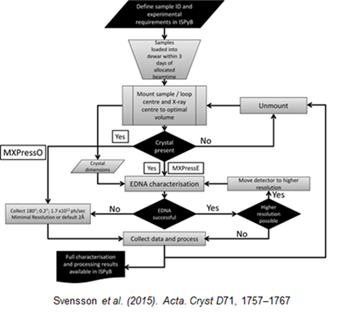 Define sample ID and
experimental
requirements in ISPyB
Samples
loaded into
dewar within 3
days of
allocated
beamtime
Mount sample / loop
centre and X-ray
centre to optimal
volume
Unmount
MXPressO
Yes
Crystal
present
No
Crystal
dimensions
Yes
MXPressE
EDNA characterisation
Move detector to higher
resolution
Yes
Collect 180°; 0.2°; 1.7 x10¹² ph/sec
Minimal Resolution or default 2Å
No
EDNA
successful
Yes
Higher
resolution
possible
No
Collect data and process
Full characterisation
and processing results
available in ISPyB
Svensson et al. (2015). Acta. Cryst D71, 1757–1767